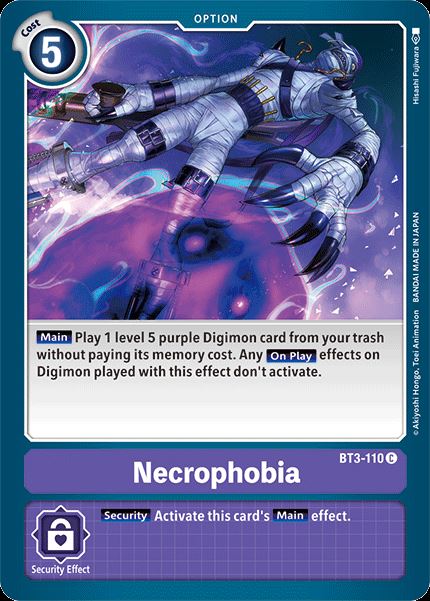 OPTION
Cost
5
Hisashi Fujiwara
Main Play 1 level 5 purple Digimon card from your trash
without paying its memory cost. Any On Play effects on
Digimon played with this effect don't activate.
©Akiyoshi Hongo, Toei Animation BANDAI MADE IN JAPAN
BT3-110 C
Necrophobia
Security Activate this card's Main effect.
Security Effect